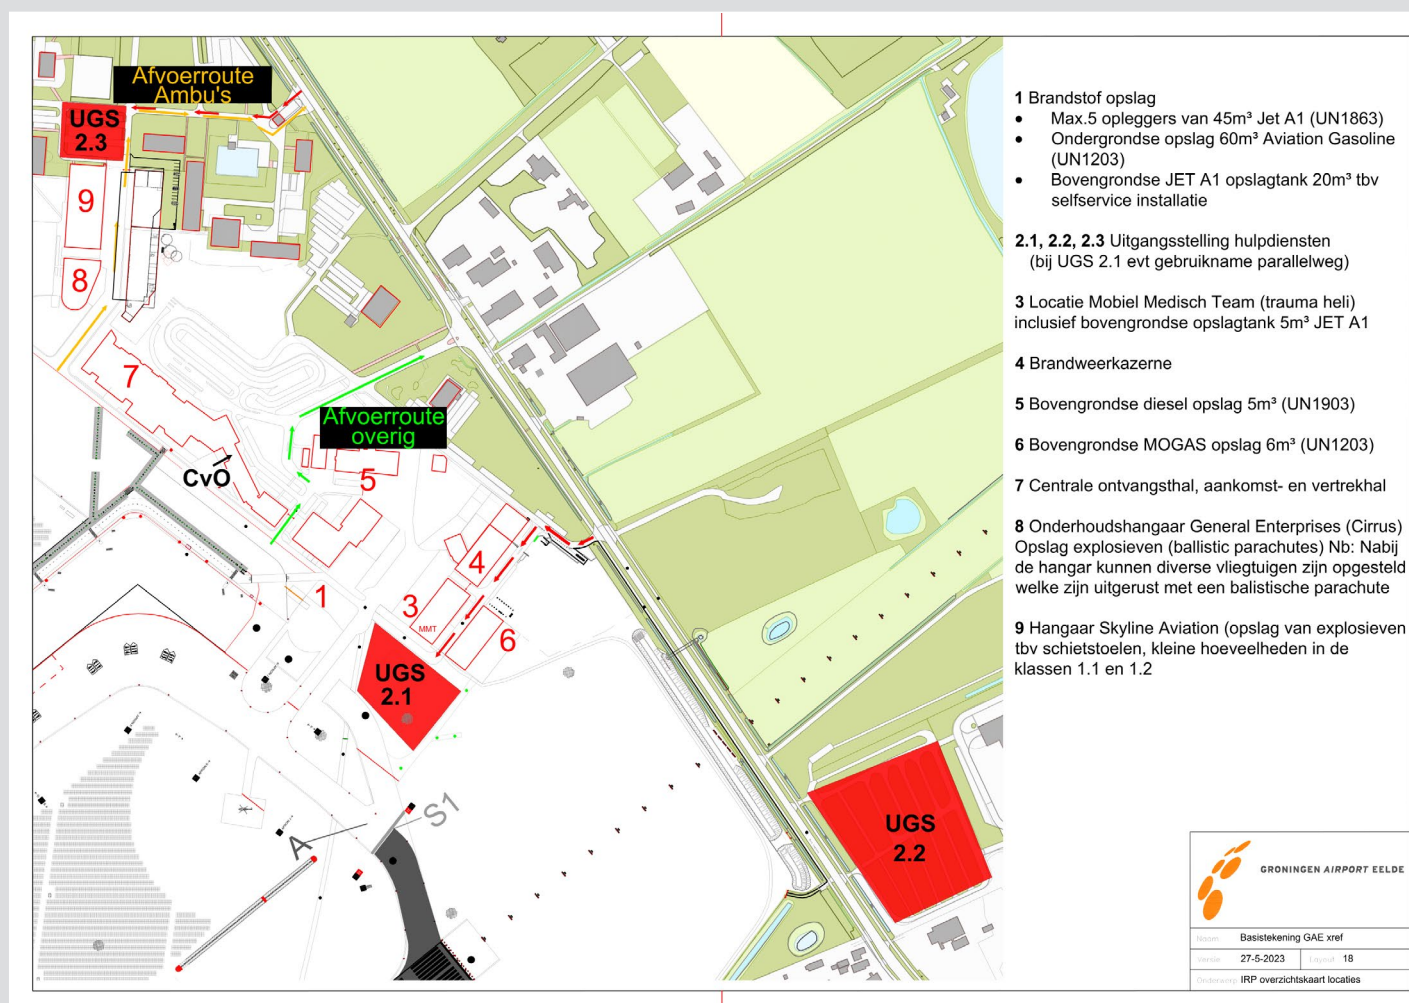 Afvoerroute
Ambu's
UGS
2.3
9
8
7
CvO
Afvoerroute
overig
5
4
3
MMT
6
1
UGS
2.1
A
S1
UGS
2.2
1 Brandstof opslag
• Max.5 opleggers van 45m³ Jet A1 (UN1863)
• Ondergrondse opslag 60m³ Aviation Gasoline
(UN1203)
• Bovengrondse JET A1 opslagtank 20m³ tbv
selfservice installatie
2.1, 2.2, 2.3 Uitgangsstelling hulpdiensten
(bij UGS 2.1 evt gebruikname parallelweg)
3 Locatie Mobiel Medisch Team (trauma heli)
inclusief bovengrondse opslagtank 5m³ JET A1
4 Brandweerkazerne
5 Bovengrondse diesel opslag 5m³ (UN1903)
6 Bovengrondse MOGAS opslag 6m³ (UN1203)
7 Centrale ontvangsthal, aankomst- en vertrekhal
8 Onderhoudshangaar General Enterprises (Cirrus)
Opslag explosieven (ballistic parachutes) Nb: Nabij
de hangar kunnen diverse vliegtuigen zijn opgesteld
welke zijn uitgerust met een balistische parachute
9 Hangaar Skyline Aviation (opslag van explosieven
tbv schietstoelen, kleine hoeveelheden in de
klassen 1.1 en 1.2
GRONINGEN AIRPORT EELDE
Naam: Basistekening GAE xref
Versie: 27-5-2023 Layout: 18
Onderwerp: IRP overzichtskaart locaties